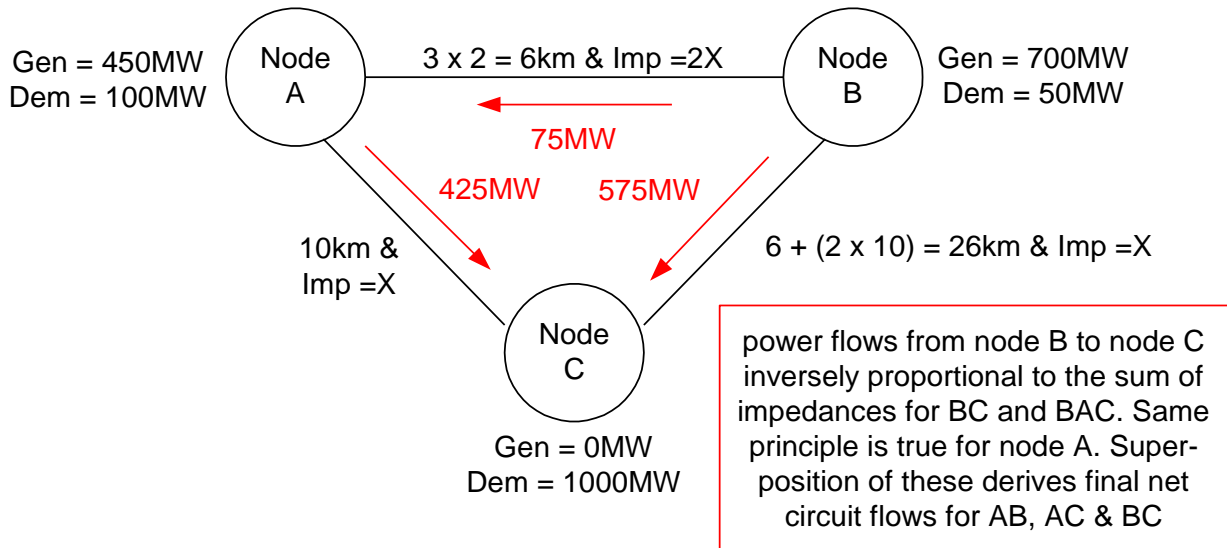 Gen = 450MW
Dem = 100MW
Node
A
3 x 2 = 6km & Imp =2X
Node
B
Gen = 700MW
Dem = 50MW
75MW
425MW
575MW
10km &
Imp =X
6 + (2 x 10) = 26km & Imp =X
Node
C
Gen = 0MW
Dem = 1000MW
power flows from node B to node C
inversely proportional to the sum of
impedances for BC and BAC. Same
principle is true for node A. Super-
position of these derives final net
circuit flows for AB, AC & BC